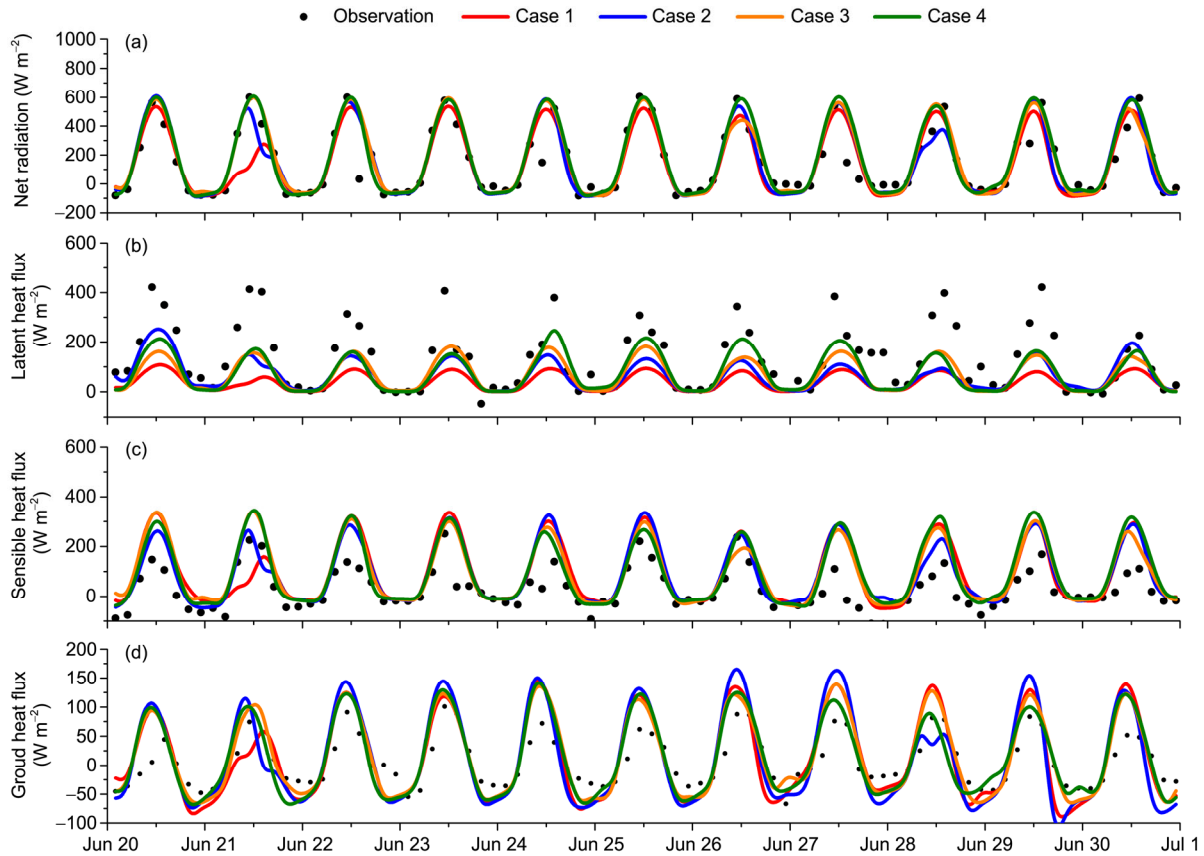 Observation Case 1 Case 2 Case 3 Case 4
(a)
Net radiation (W m⁻²)
1000
800
600
400
200
0
−200
(b)
Latent heat flux
(W m⁻²)
600
400
200
0
(c)
Sensible heat flux
(W m⁻²)
600
400
200
0
(d)
Groud heat flux
(W m⁻²)
200
150
100
50
0
−50
−100
Jun 20 Jun 21 Jun 22 Jun 23 Jun 24 Jun 25 Jun 26 Jun 27 Jun 28 Jun 29 Jun 30 Jul 1